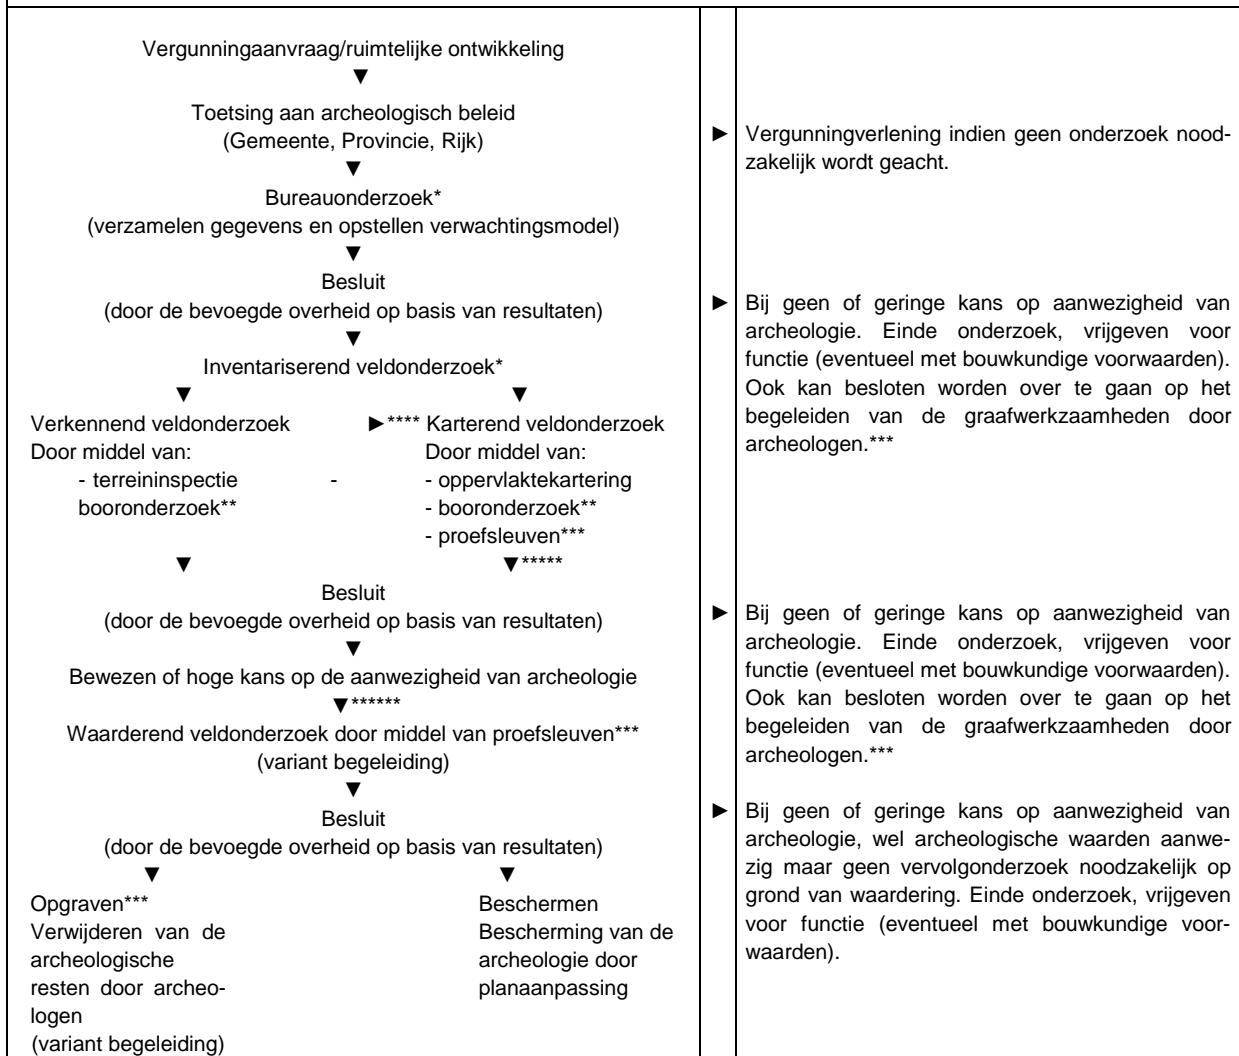 Vergunningaanvraag/ruimtelijke ontwikkeling
▼
Toetsing aan archeologisch beleid
(Gemeente, Provincie, Rijk)
▼
Bureauonderzoek*
(verzamelen gegevens en opstellen verwachtingsmodel)
▼
Besluit
(door de bevoegde overheid op basis van resultaten)
▼
Inventariserend veldonderzoek*
▼ ▼
Verkennend veldonderzoek ►**** Karterend veldonderzoek
Door middel van: Door middel van:
- terreininspectie - - oppervlaktekartering
booronderzoek** - booronderzoek**
- proefsleuven***
▼ ▼*****
Besluit
(door de bevoegde overheid op basis van resultaten)
▼
Bewezen of hoge kans op de aanwezigheid van archeologie
▼******
Waarderend veldonderzoek door middel van proefsleuven***
(variant begeleiding)
▼
Besluit
(door de bevoegde overheid op basis van resultaten)
▼ ▼
Opgraven***
Verwijderen van de
archeologische
resten door archeo-
logen
(variant begeleiding)
Beschermen
Bescherming van de
archeologie door
planaanpassing
► Vergunningverlening indien geen onderzoek nood-
zakelijk wordt geacht.
► Bij geen of geringe kans op aanwezigheid van
archeologie. Einde onderzoek, vrijgeven voor
functie (eventueel met bouwkundige voorwaarden).
Ook kan besloten worden over te gaan op het
begeleiden van de graafwerkzaamheden door
archeologen.***
► Bij geen of geringe kans op aanwezigheid van
archeologie. Einde onderzoek, vrijgeven voor
functie (eventueel met bouwkundige voorwaarden).
Ook kan besloten worden over te gaan op het
begeleiden van de graafwerkzaamheden door
archeologen.***
► Bij geen of geringe kans op aanwezigheid van
archeologie, wel archeologische waarden aanwe-
zig maar geen vervolgonderzoek noodzakelijk op
grond van waardering. Einde onderzoek, vrijgeven
voor functie (eventueel met bouwkundige voor-
waarden).